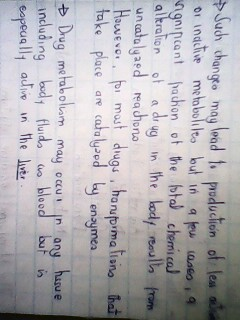 → Such changes may lead to production of less active
or inactive metabolites but in a few cases, a
significant fraction of the total chemical
alteration of a drug in the body results from
uncatalyzed reactions.
However, for most drugs, transformations that
take place are catalyzed by enzymes
→ Drug metabolism may occur in any tissue
including body fluids as blood but is
especially active in the liver.